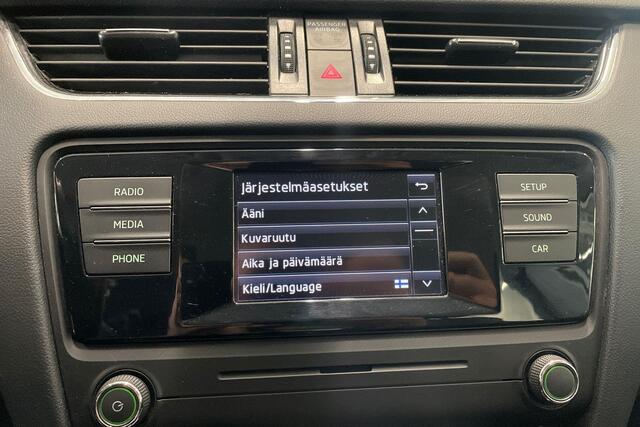 PASSENGER
AIRBAG
RADIO
MEDIA
PHONE
Järjestelmäasetukset
Ääni
Kuvaruutu
Aika ja päivämäärä
Kieli/Language
SETUP
SOUND
CAR